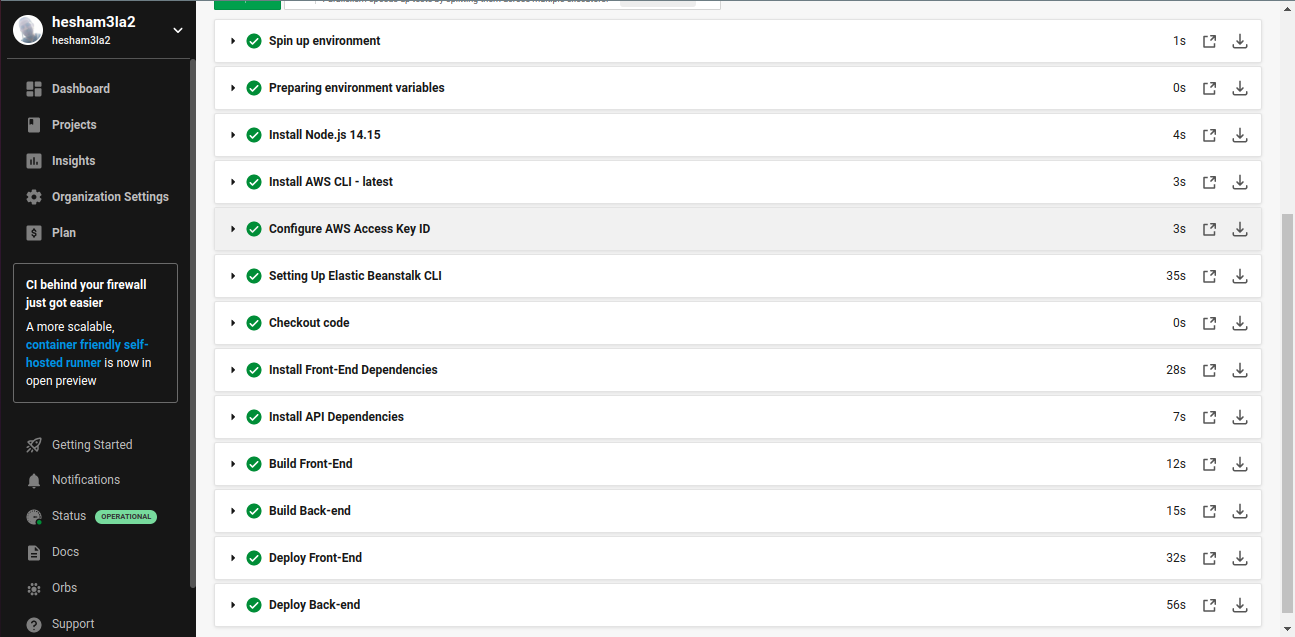 hesham3la2
hesham3la2
Dashboard
Projects
Insights
Organization Settings
Plan
CI behind your firewall
just got easier
A more scalable,
container friendly self-
hosted runner is now in
open preview
Getting Started
Notifications
Status OPERATIONAL
Docs
Orbs
Support
Spin up environment 1s
Preparing environment variables 0s
Install Node.js 14.15 4s
Install AWS CLI - latest 3s
Configure AWS Access Key ID 3s
Setting Up Elastic Beanstalk CLI 35s
Checkout code 0s
Install Front-End Dependencies 28s
Install API Dependencies 7s
Build Front-End 12s
Build Back-end 15s
Deploy Front-End 32s
Deploy Back-end 56s